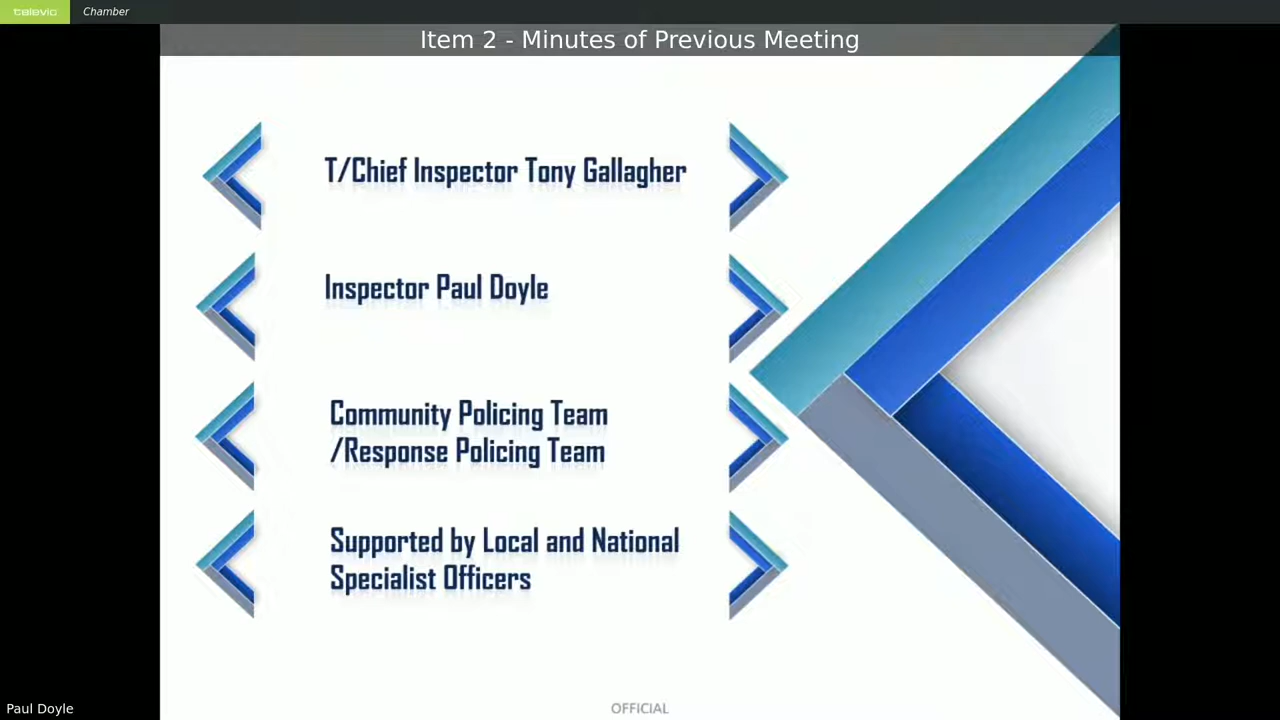 televic
Chamber
Item 2 - Minutes of Previous Meeting
T/Chief Inspector Tony Gallagher
Inspector Paul Doyle
Community Policing Team
/Response Policing Team
Supported by Local and National
Specialist Officers
Paul Doyle
OFFICIAL